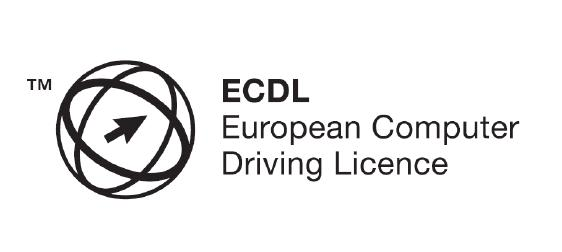 TM
ECDL
European Computer
Driving Licence